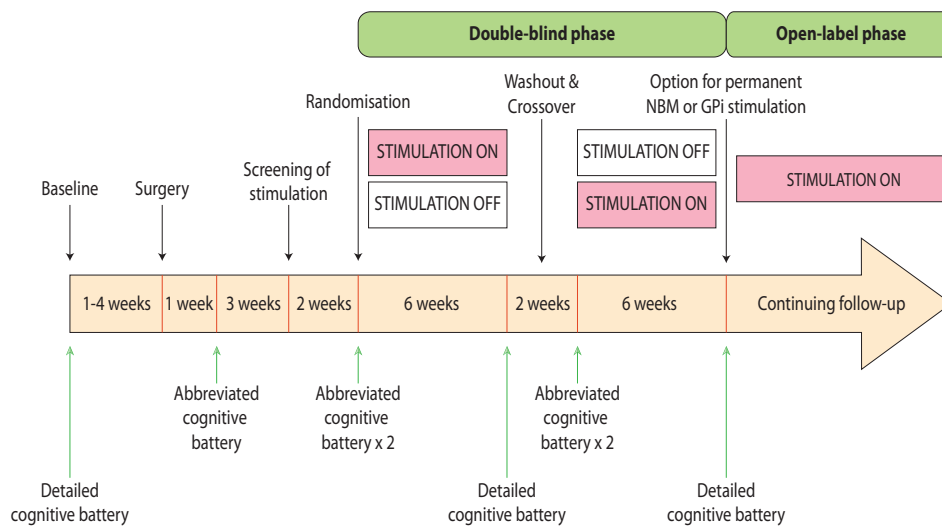 Double-blind phase
Open-label phase
Randomisation
Washout &
Crossover
Option for permanent
NBM or GPi stimulation
STIMULATION ON
STIMULATION OFF
STIMULATION OFF
STIMULATION ON
STIMULATION ON
Baseline
Surgery
Screening of
stimulation
1-4 weeks
1 week
3 weeks
2 weeks
6 weeks
2 weeks
6 weeks
Continuing follow-up
Abbreviated
cognitive
battery
Abbreviated
cognitive
battery x 2
Abbreviated
cognitive
battery x 2
Detailed
cognitive battery
Detailed
cognitive battery
Detailed
cognitive battery